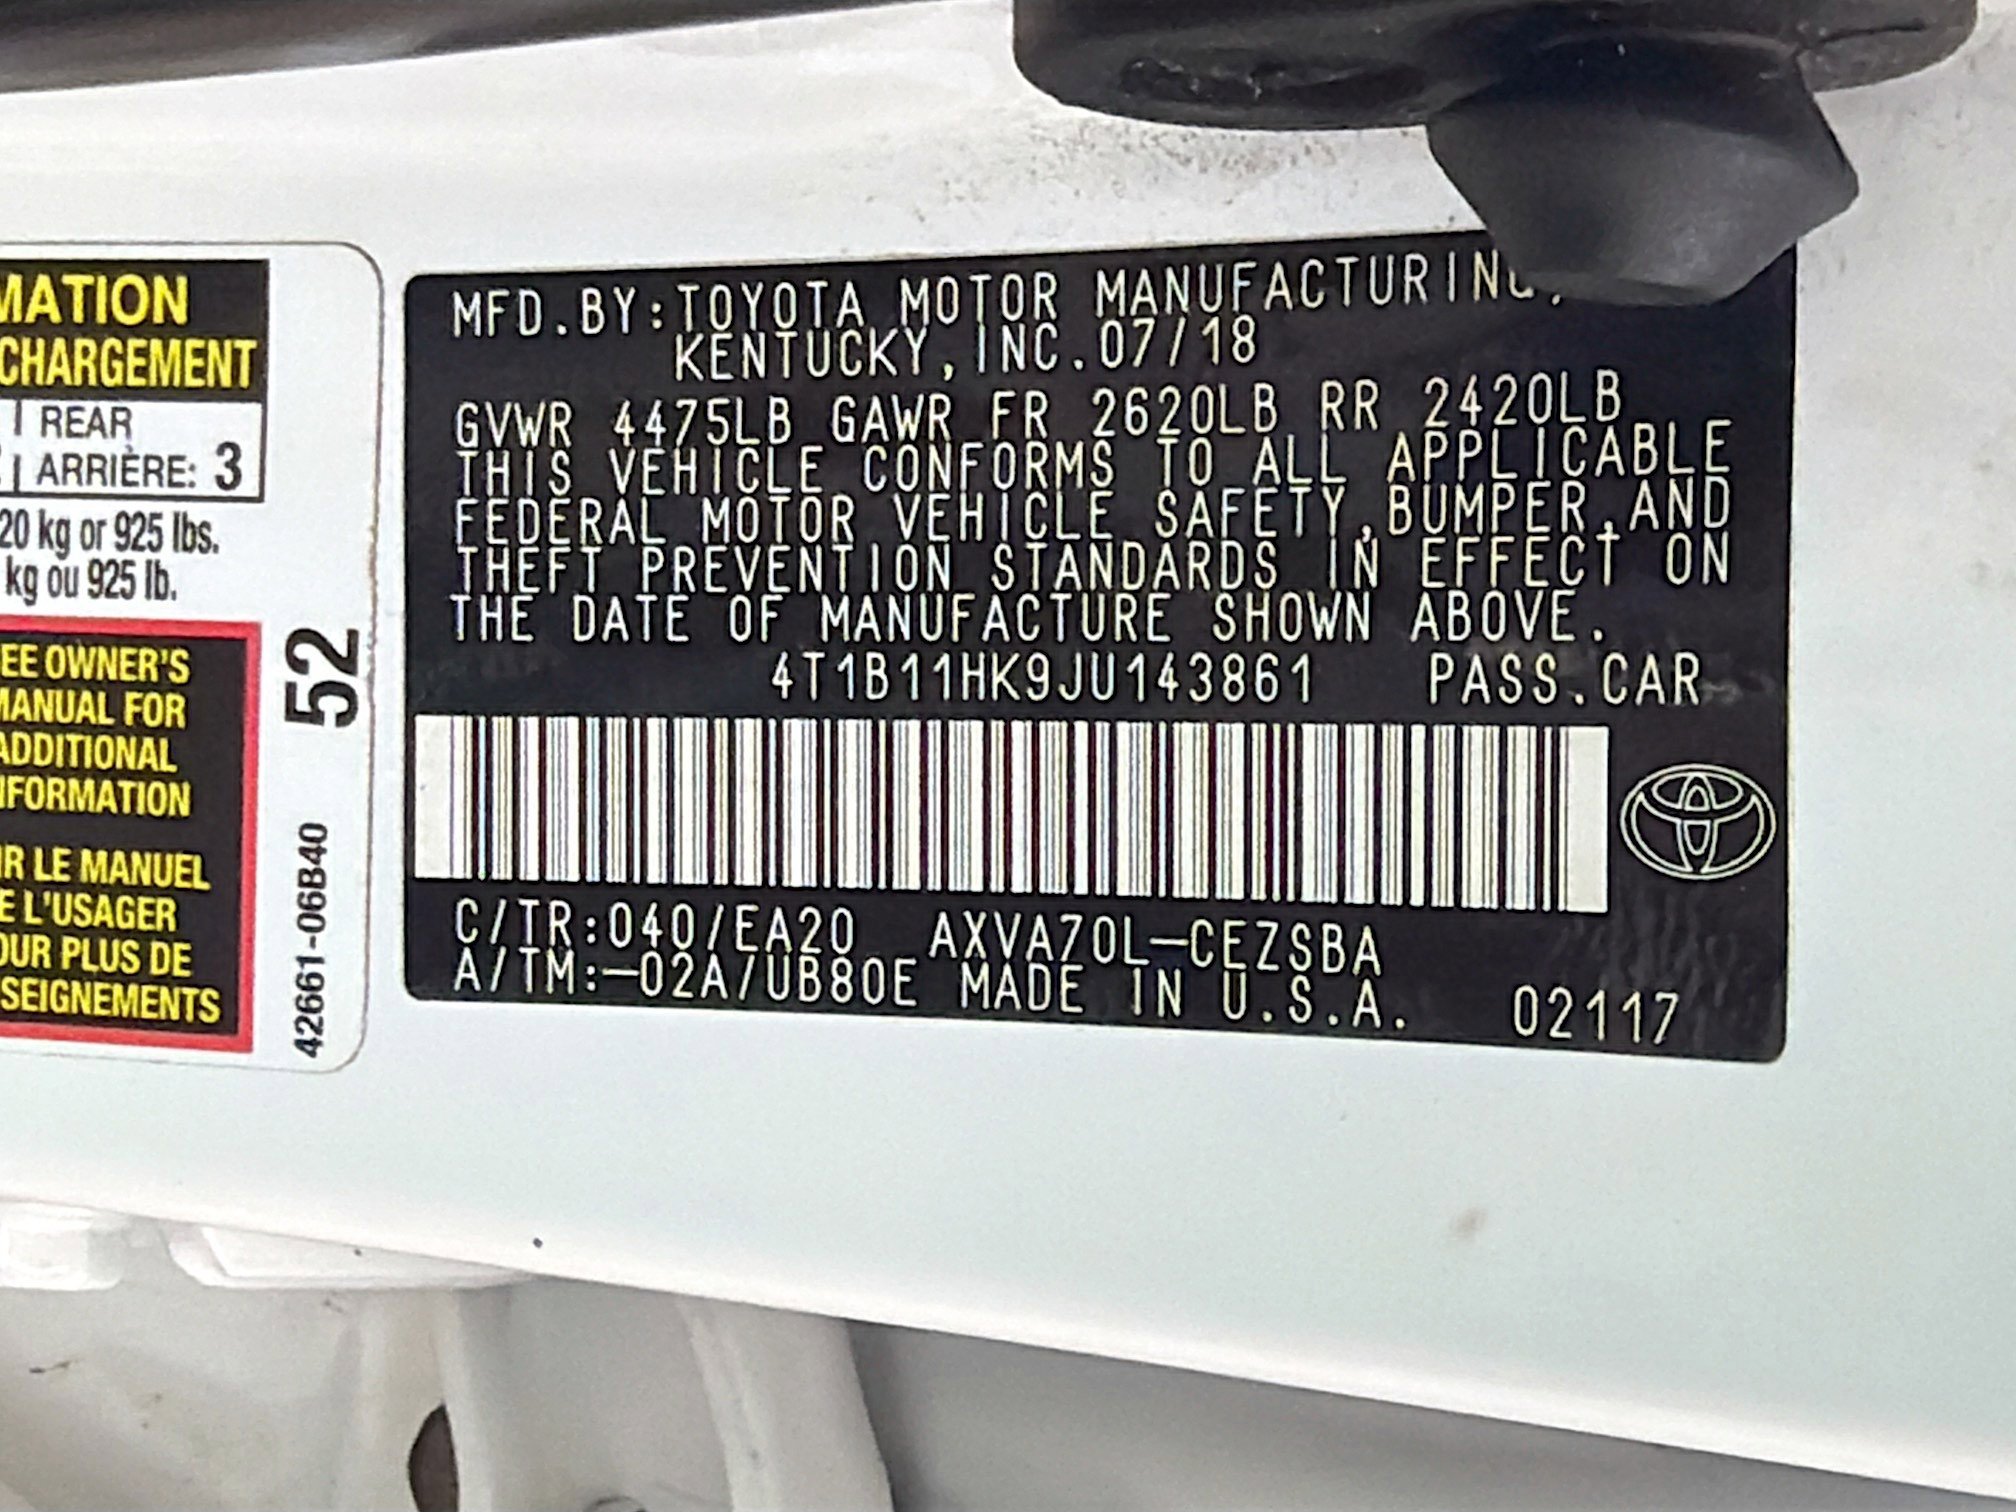 MATION
CHARGEMENT
REAR
ARRIÈRE: 3
20 kg or 925 lbs.
kg ou 925 lb.
EE OWNER'S
MANUAL FOR
ADDITIONAL
NFORMATION
IR LE MANUEL
E L'USAGER
OUR PLUS DE
SEIGNEMENTS
52
42661-06B40
MFD.BY:TOYOTA MOTOR MANUFACTURING,
KENTUCKY,INC.07/18
GVWR 4475LB GAWR FR 2620LB RR 2420LB
THIS VEHICLE CONFORMS TO ALL APPLICABLE
FEDERAL MOTOR VEHICLE SAFETY,BUMPER,AND
THEFT PREVENTION STANDARDS IN EFFECT ON
THE DATE OF MANUFACTURE SHOWN ABOVE.
4T1B11HK9JU143861 PASS.CAR
C/TR:040/EA20 AXVA70L-CEZSBA
A/TM:-02A/UB80E MADE IN U.S.A. 02117